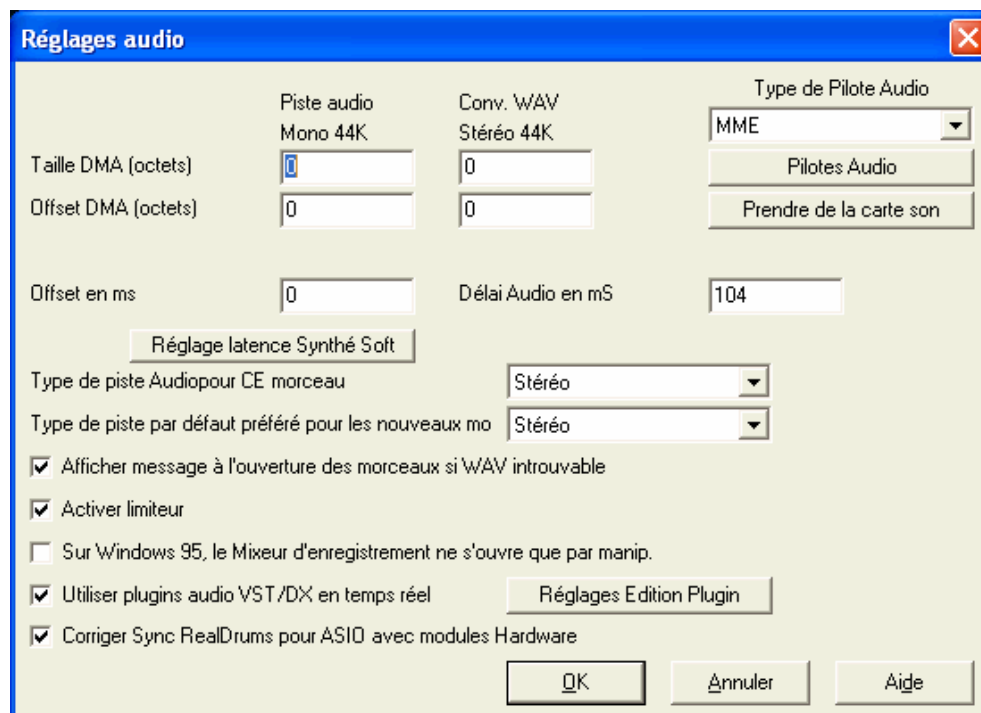 Réglages audio
Piste audio Conv. WAV Type de Pilote Audio
Mono 44K Stéréo 44K MME
Taille DMA (octets) 0 0 Pilotes Audio
Offset DMA (octets) 0 0 Prendre de la carte son
Offset en ms 0 Délai Audio en mS 104
Réglage latence Synthé Soft
Type de piste Audiopour CE morceau Stéréo
Type de piste par défaut préféré pour les nouveaux mo Stéréo
Afficher message à l'ouverture des morceaux si WAV introuvable
Activer limiteur
Sur Windows 95, le Mixeur d'enregistrement ne s'ouvre que par manip.
Utiliser plugins audio VST/DX en temps réel Réglages Edition Plugin
Corriger Sync RealDrums pour ASIO avec modules Hardware
OK Annuler Aide